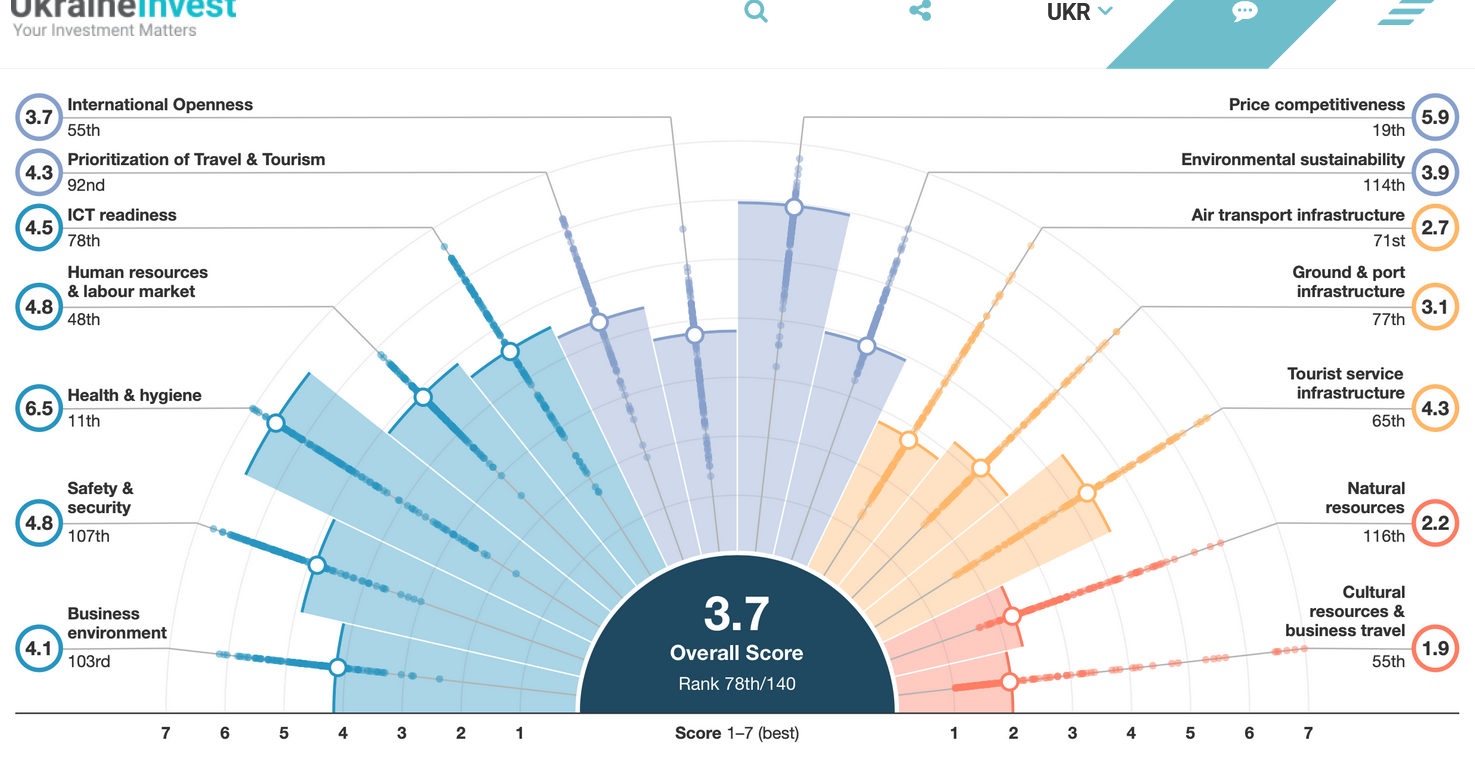 UkraineInvest
Your Investment Matters
UKR
3.7
International Openness
55th
4.3
Prioritization of Travel & Tourism
92nd
4.5
ICT readiness
78th
4.8
Human resources
& labour market
48th
6.5
Health & hygiene
11th
4.8
Safety &
security
107th
4.1
Business
environment
103rd
Price competitiveness
19th
5.9
Environmental sustainability
114th
3.9
Air transport infrastructure
71st
2.7
Ground & port
infrastructure
77th
3.1
Tourist service
infrastructure
65th
4.3
Natural
resources
116th
2.2
Cultural
resources &
business travel
55th
1.9
3.7
Overall Score
Rank 78th/140
7 6 5 4 3 2 1 Score 1–7 (best) 1 2 3 4 5 6 7